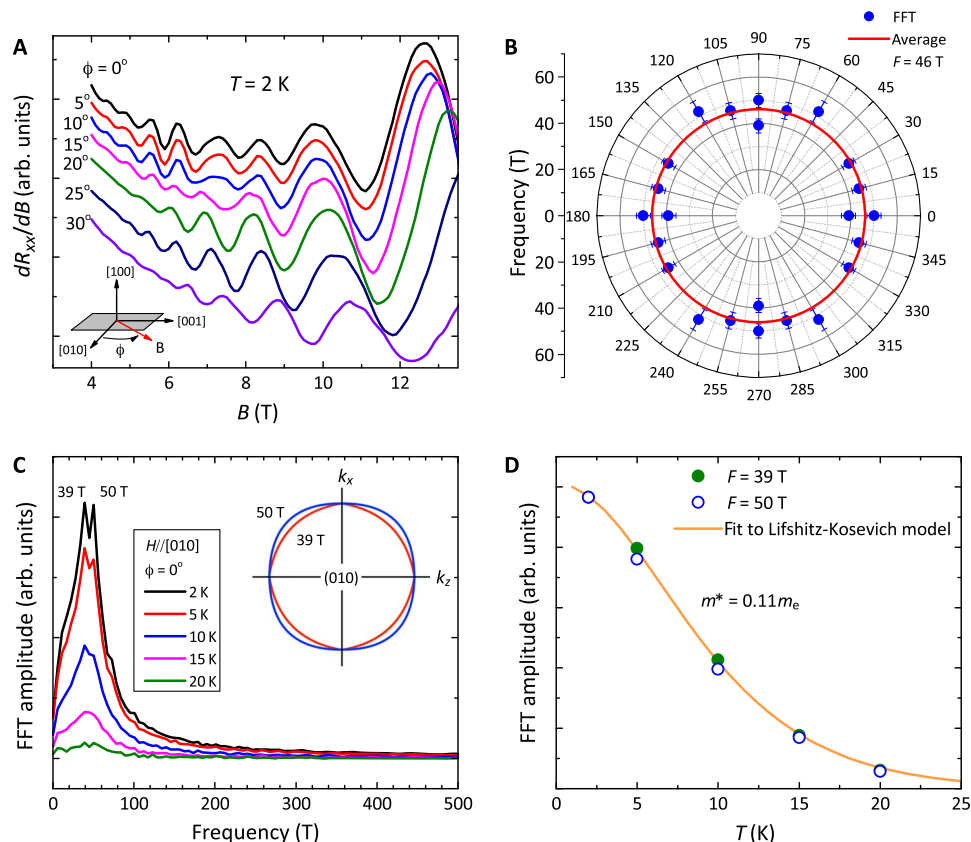 A
ϕ = 0°
5°
10°
15°
20°
25°
30°
T = 2 K
dRxx/dB (arb. units)
[100]
[001]
[010]
ϕ
B
4 6 8 10 12
B (T)
B
FFT
Average
F = 46 T
Frequency (T)
60
40
20
0
20
40
60
90
75
60
45
30
15
0
345
330
315
300
285
270
255
240
225
210
195
180
165
150
135
120
105
C
39 T 50 T
H//[010]
ϕ = 0°
2 K
5 K
10 K
15 K
20 K
kx
50 T
39 T
(010)
kz
FFT amplitude (arb. units)
0 100 200 300 400 500
Frequency (T)
D
F = 39 T
F = 50 T
Fit to Lifshitz-Kosevich model
m* = 0.11me
FFT amplitude (arb. units)
0 5 10 15 20 25
T (K)